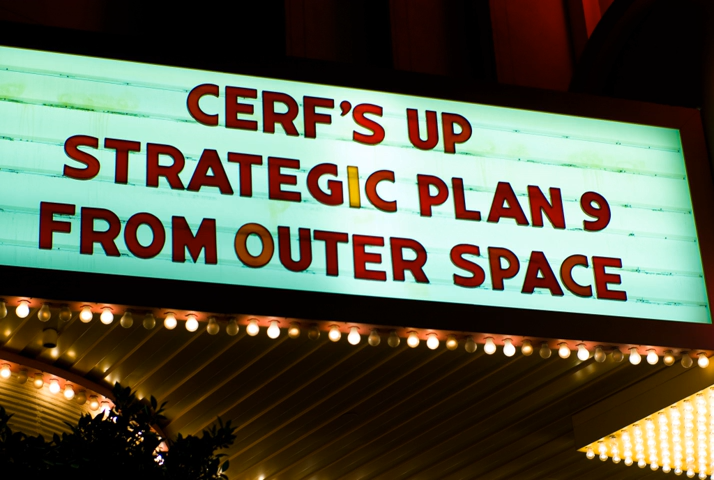 CERF'S UP
STRATEGIC PLAN 9
FROM OUTER SPACE